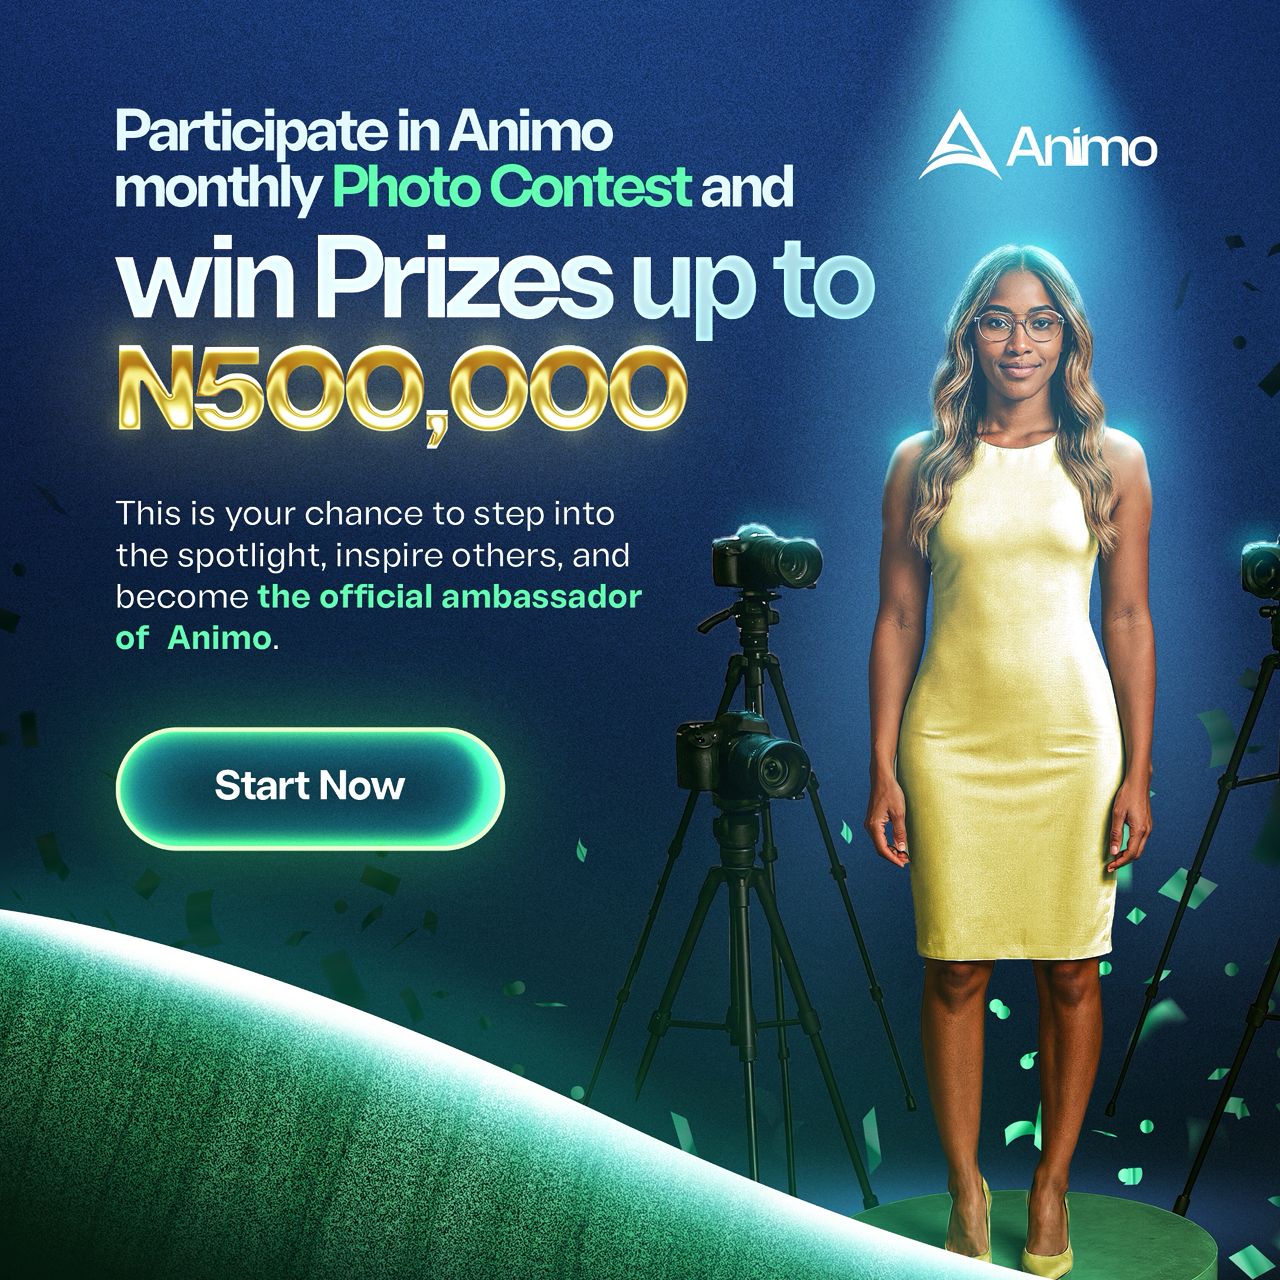 Participate in Animo
monthly Photo Contest and
win Prizes up to
N500,000
This is your chance to step into
the spotlight, inspire others, and
become the official ambassador
of Animo.
Start Now
Animo